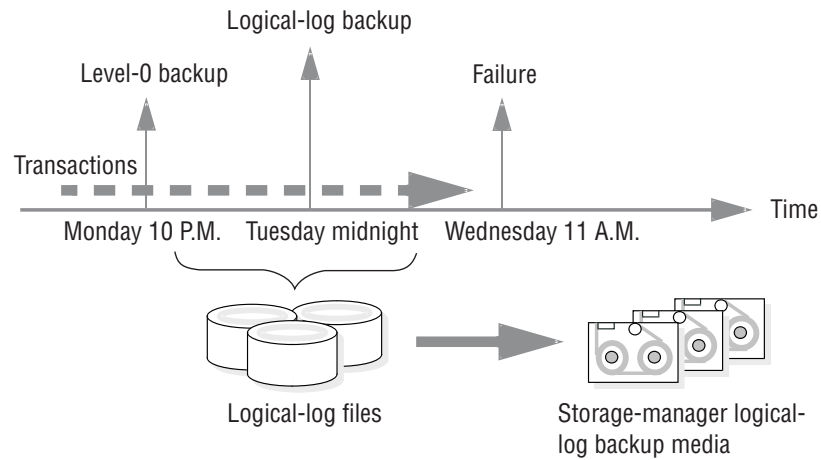 Logical-log backup
Level-0 backup
Failure
Transactions
Time
Monday 10 P.M.
Tuesday midnight
Wednesday 11 A.M.
Logical-log files
Storage-manager logical-
log backup media